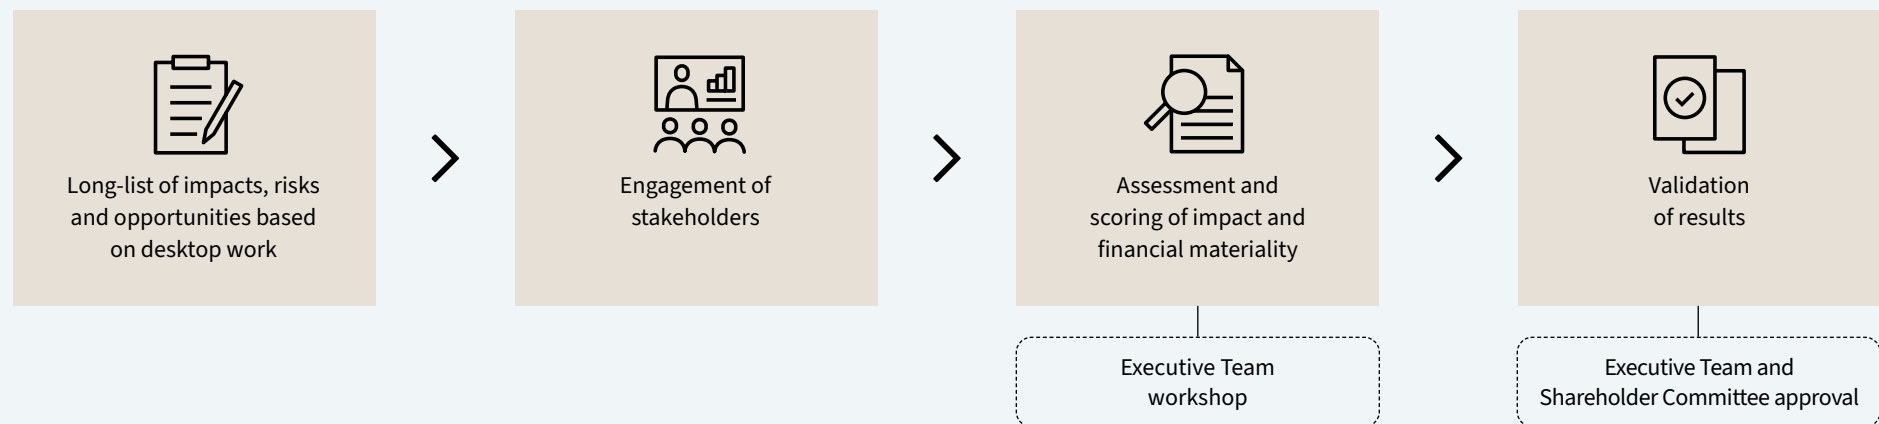 Long-list of impacts, risks
and opportunities based
on desktop work
Engagement of
stakeholders
Assessment and
scoring of impact and
financial materiality
Executive Team
workshop
Validation
of results
Executive Team and
Shareholder Committee approval